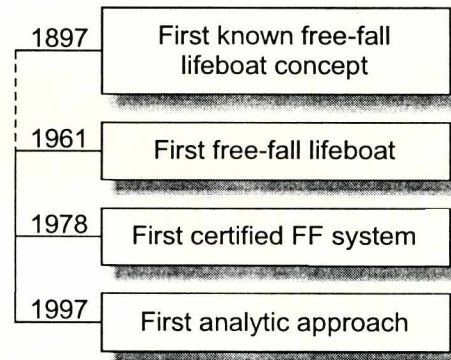 1897
First known free-fall
lifeboat concept
1961
First free-fall lifeboat
1978
First certified FF system
1997
First analytic approach